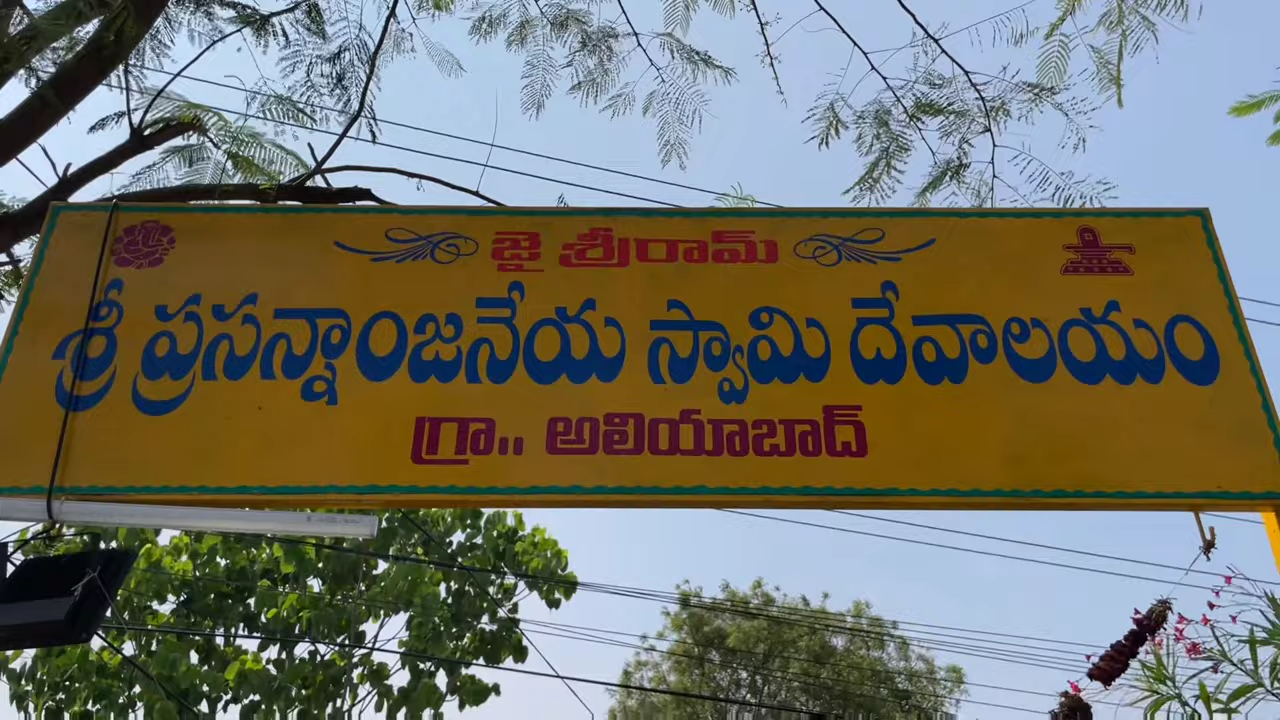 జై శ్రీరామ్
శ్రీ ప్రసన్నాంజనేయ స్వామి దేవాలయం
గ్రా.. అలియాబాద్